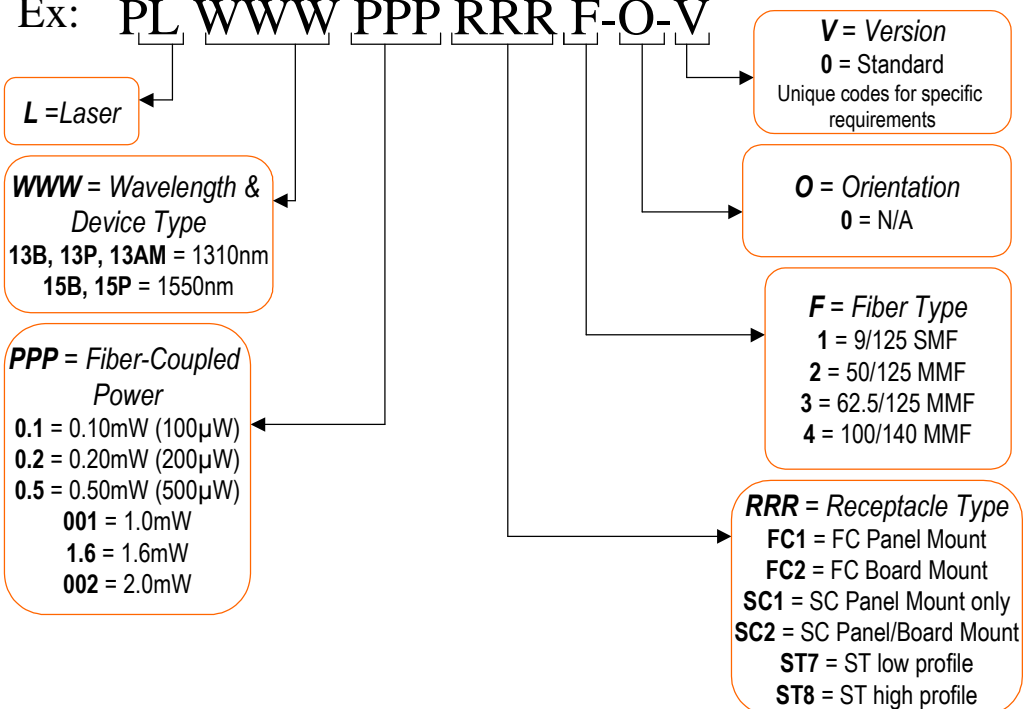 Ex: PL WWW PPP RRR F-O-V
L =Laser
WWW = Wavelength &
Device Type
13B, 13P, 13AM = 1310nm
15B, 15P = 1550nm
PPP = Fiber-Coupled
Power
0.1 = 0.10mW (100µW)
0.2 = 0.20mW (200µW)
0.5 = 0.50mW (500µW)
001 = 1.0mW
1.6 = 1.6mW
002 = 2.0mW
V = Version
0 = Standard
Unique codes for specific
requirements
O = Orientation
0 = N/A
F = Fiber Type
1 = 9/125 SMF
2 = 50/125 MMF
3 = 62.5/125 MMF
4 = 100/140 MMF
RRR = Receptacle Type
FC1 = FC Panel Mount
FC2 = FC Board Mount
SC1 = SC Panel Mount only
SC2 = SC Panel/Board Mount
ST7 = ST low profile
ST8 = ST high profile